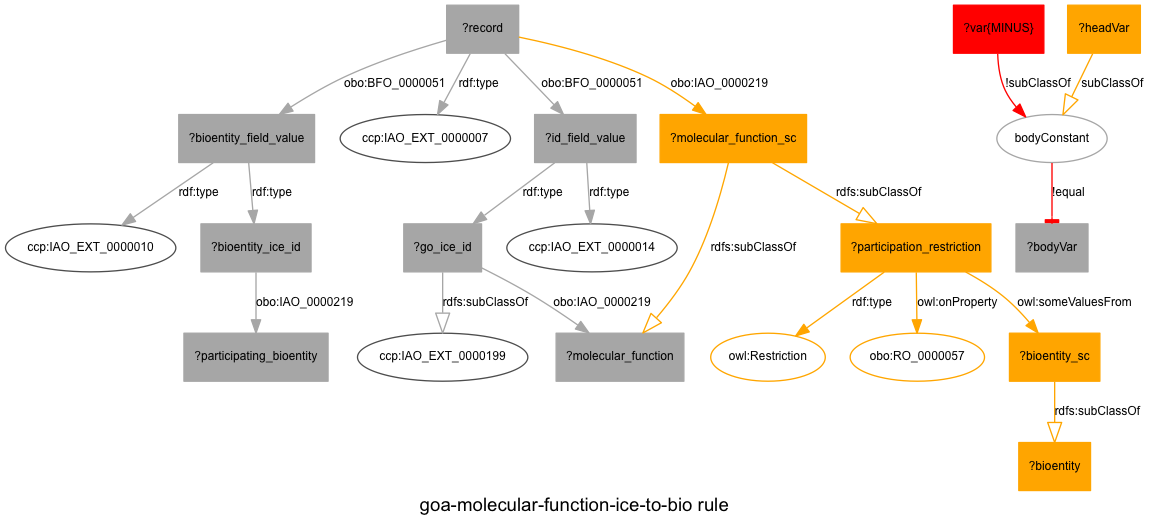 ?record
?var{MINUS}
?headVar
obo:BFO_0000051
rdf:type
obo:BFO_0000051
obo:IAO_0000219
!subClassOf
subClassOf
?bioentity_field_value
ccp:IAO_EXT_0000007
?id_field_value
?molecular_function_sc
bodyConstant
rdf:type
rdf:type
rdf:type
rdf:type
rdfs:subClassOf
!equal
ccp:IAO_EXT_0000010
?bioentity_ice_id
?go_ice_id
ccp:IAO_EXT_0000014
rdfs:subClassOf
?participation_restriction
?bodyVar
obo:IAO_0000219
rdfs:subClassOf
obo:IAO_0000219
rdf:type
owl:onProperty
owl:someValuesFrom
?participating_bioentity
ccp:IAO_EXT_0000199
?molecular_function
owl:Restriction
obo:RO_0000057
?bioentity_sc
rdfs:subClassOf
?bioentity
goa-molecular-function-ice-to-bio rule